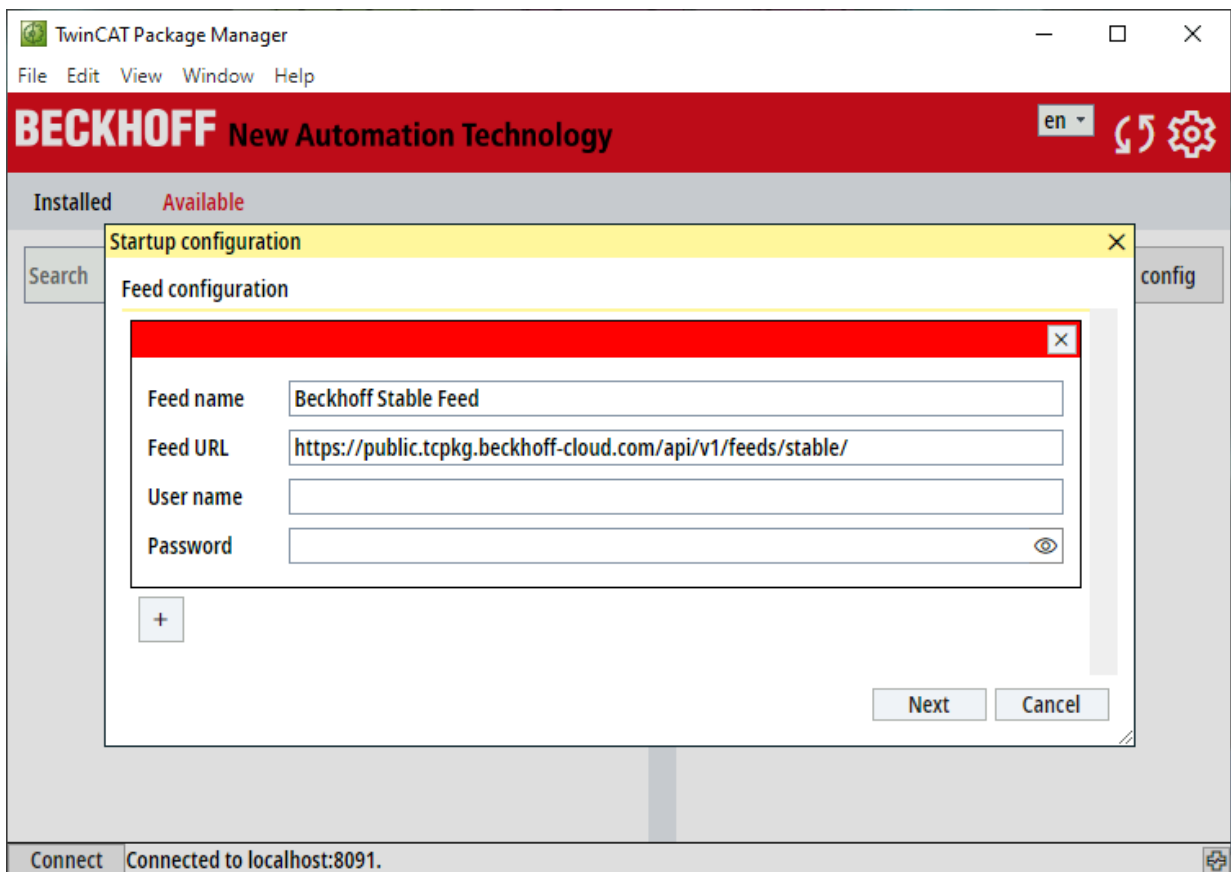 TwinCAT Package Manager
File Edit View Window Help
BECKHOFF New Automation Technology
en
Installed Available
Startup configuration
Search
config
Feed configuration
Feed name Beckhoff Stable Feed
Feed URL https://public.tcpkg.beckhoff-cloud.com/api/v1/feeds/stable/
User name
Password
+
Next Cancel
Connect Connected to localhost:8091.